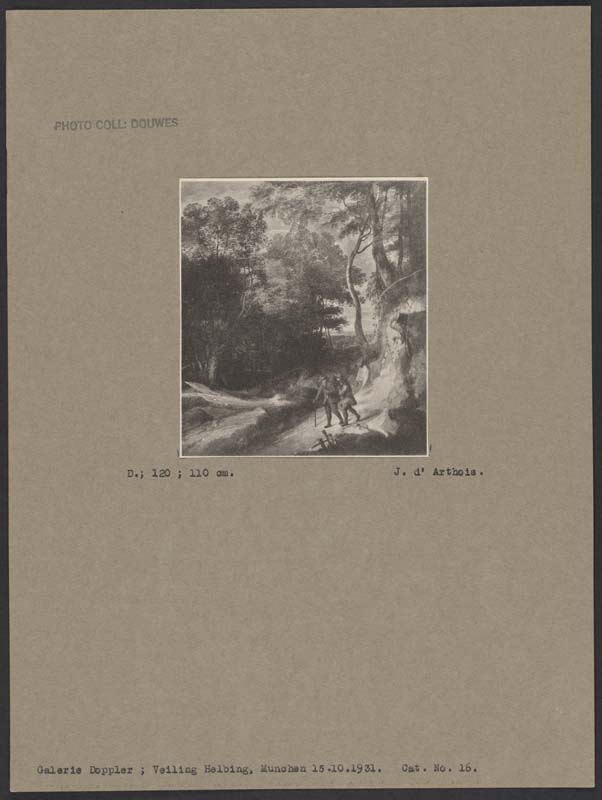 PHOTO COLL: DOUWES
D.; 120 ; 110 cm.
J. d' Arthois.
Galerie Doppler ; Veiling Helbing, Munchen 15.10.1931. Cat. No. 16.